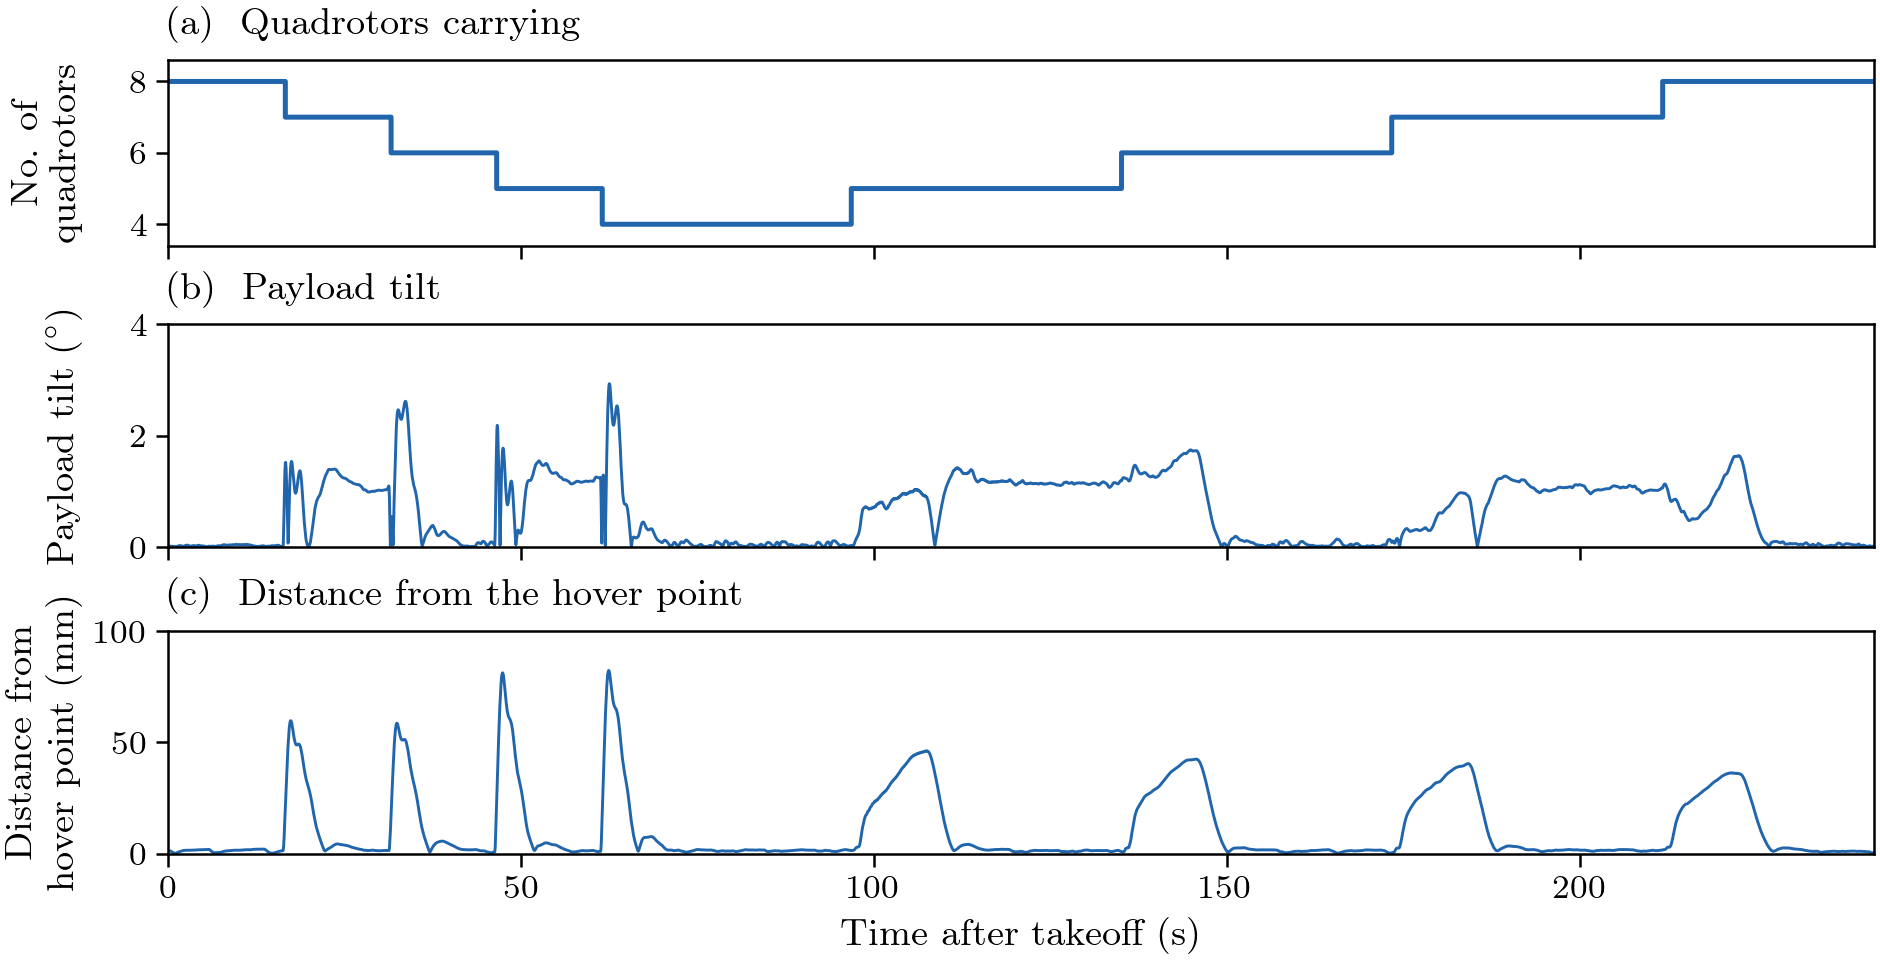 (a) Quadrotors carrying
No. of
quadrotors
8
6
4
(b) Payload tilt
Payload tilt (°)
4
2
0
(c) Distance from the hover point
Distance from
hover point (mm)
100
50
0
0 50 100 150 200
Time after takeoff (s)